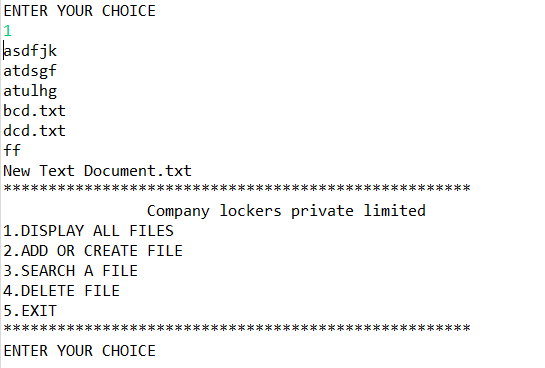 ENTER YOUR CHOICE
1
asdfjk
atdsgf
atulhg
bcd.txt
dcd.txt
ff
New Text Document.txt
****************************************************
Company lockers private limited
1.DISPLAY ALL FILES
2.ADD OR CREATE FILE
3.SEARCH A FILE
4.DELETE FILE
5.EXIT
****************************************************
ENTER YOUR CHOICE